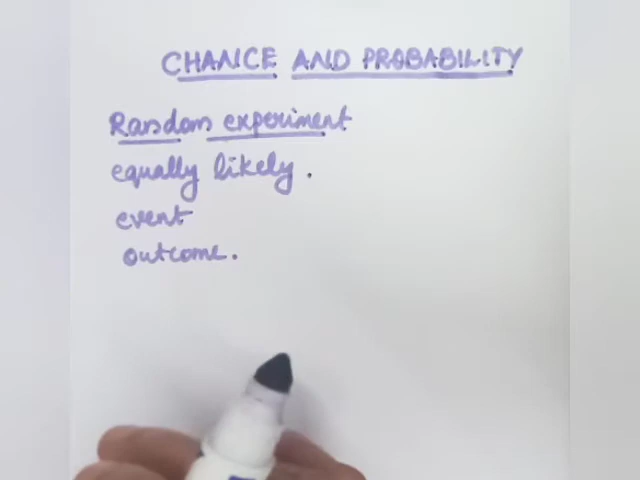 CHANCE AND PROBABILITY
Random experiment
equally likely.
event
outcome.